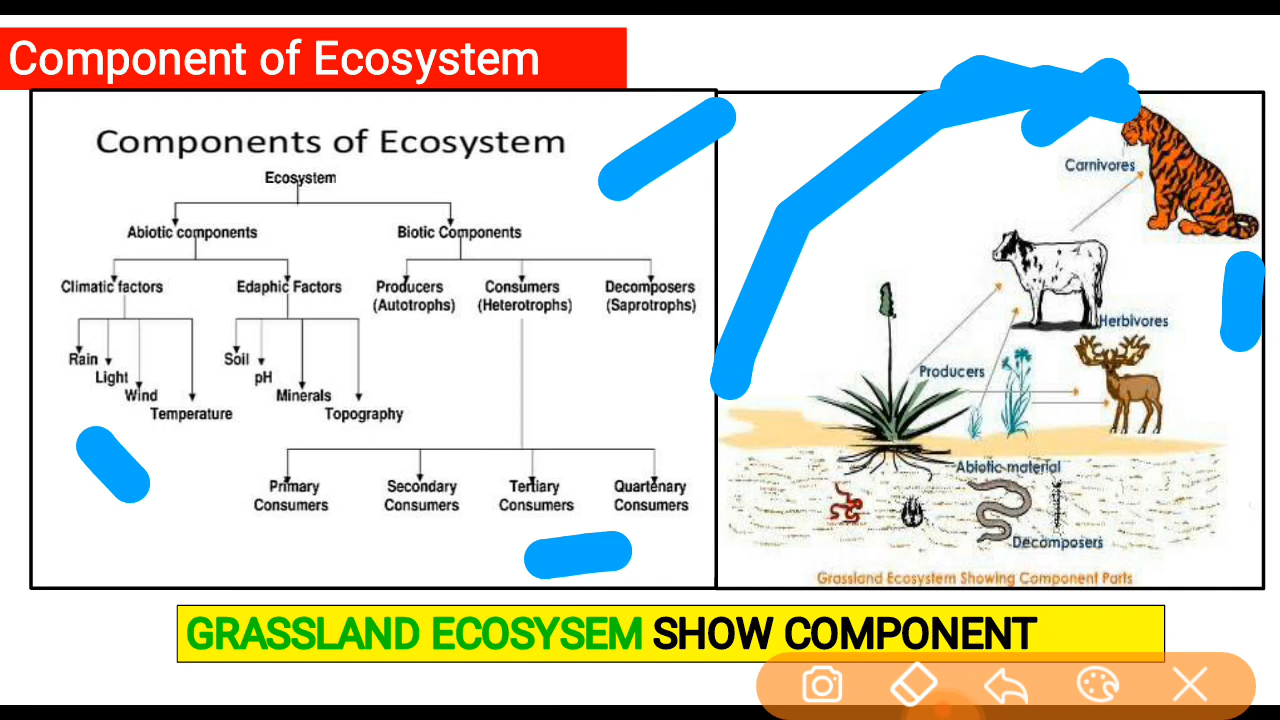 Component of Ecosystem
Components of Ecosystem
Ecosystem
Abiotic components
Biotic Components
Climatic factors
Edaphic Factors
Producers
(Autotrophs)
Consumers
(Heterotrophs)
Decomposers
(Saprotrophs)
Rain
Light
Wind
Temperature
Soil
pH
Minerals
Topography
Primary
Consumers
Secondary
Consumers
Tertiary
Consumers
Quartenary
Consumers
Carnivores
Herbivores
Producers
Abiotic material
Decomposers
Grassland Ecosystem Showing Component Parts
GRASSLAND ECOSYSEM SHOW COMPONENT